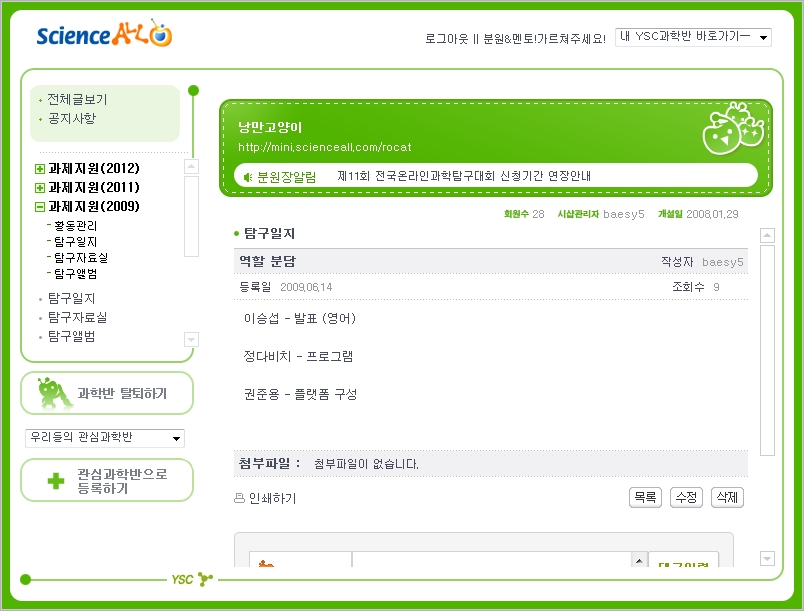 Science ALL
로그아웃 || 분원&멘토!가르쳐주세요!
내 YSC과학반 바로가기ㅡ
전체글보기
공지사항
과제지원(2012)
과제지원(2011)
과제지원(2009)
황동관리
탐구일지
탐구자료실
탐구앨범
탐구일지
탐구자료실
탐구앨범
과학반 탈퇴하기
우리들의 관심과학반
관심과학반으로
등록하기
낭만고양이
http://mini.scienceall.com/rocat
분원장알림 제11회 전국온라인과학탐구대회 신청기간 연장안내
회원수 28 시삽관리자 baesy5 개설일 2008.01.29
탐구일지
역할 분담 작성자 baesy5
등록일 2009.06.14 조회수 9
이승섭 - 발표 (영어)
정다비치 - 프로그램
권준용 - 플랫폼 구성
첨부파일 : 첨부파일이 없습니다.
인쇄하기 목록 수정 삭제
YSC